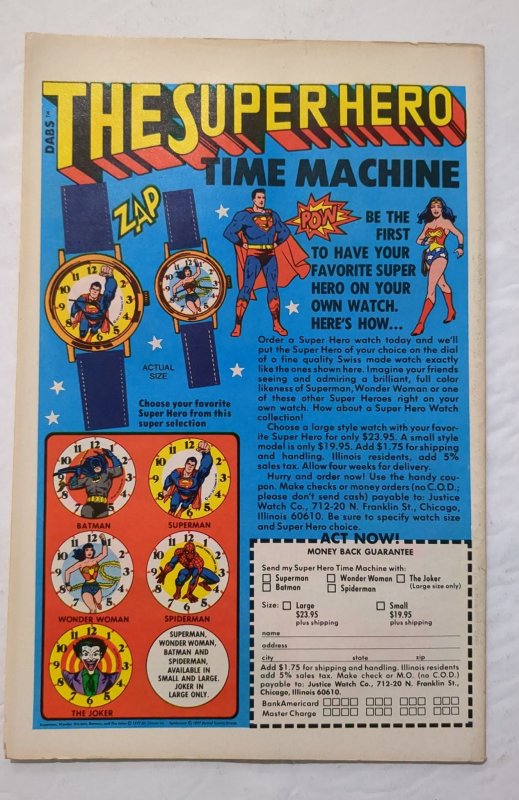 DABS™
THE SUPER HERO
TIME MACHINE
ZAP
POW
BE THE
FIRST
TO HAVE YOUR
FAVORITE SUPER
HERO ON YOUR
OWN WATCH.
HERE'S HOW...
ACTUAL
SIZE
Choose your favorite
Super Hero from this
super selection
Order a Super Hero watch today and we'll
put the Super Hero of your choice on the dial
of a fine quality Swiss made watch exactly
like the ones shown here. Imagine your friends
seeing and admiring a brilliant, full color
likeness of Superman, Wonder Woman or one
of these other Super Heroes right on your
own watch. How about a Super Hero Watch
collection!
Choose a large style watch with your favor-
ite Super Hero for only $23.95. A small style
model is only $19.95. Add $1.75 for shipping
and handling. Illinois residents, add 5%
sales tax. Allow four weeks for delivery.
Hurry and order now! Use the handy cou-
pon. Make checks or money orders (no C.O.D.;
please don't send cash) payable to: Justice
Watch Co., 712-20 N. Franklin St., Chicago,
Illinois 60610. Be sure to specify watch size
and Super Hero choice.
BATMAN
SUPERMAN
WONDER WOMAN
SPIDERMAN
THE JOKER
SUPERMAN,
WONDER WOMAN,
BATMAN AND
SPIDERMAN,
AVAILABLE IN
SMALL AND LARGE.
JOKER IN
LARGE ONLY.
ACT NOW!
MONEY BACK GUARANTEE
Send my Super Hero Time Machine with:
Superman Wonder Woman The Joker
Batman Spiderman (Large size only)
Size: Large Small
$23.95 $19.95
plus shipping plus shipping
name
address
city state zip
Add $1.75 for shipping and handling. Illinois residents
add 5% sales tax. Make check or M.O. (no C.O.D.)
payable to: Justice Watch Co., 712-20 N. Franklin St.,
Chicago, Illinois 60610.
BankAmericard
Master Charge